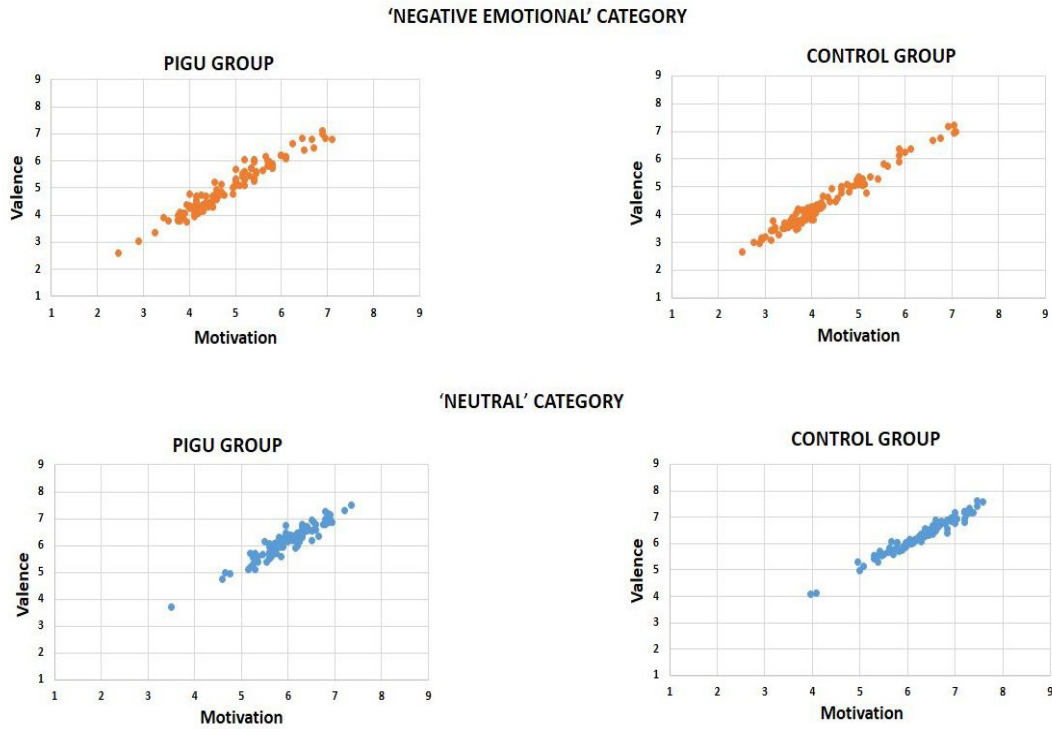 ‘NEGATIVE EMOTIONAL’ CATEGORY
PIGU GROUP
CONTROL GROUP
9
8
7
6
5
4
3
2
1
Valence
1 2 3 4 5 6 7 8 9
Motivation
9
8
7
6
5
4
3
2
1
Valence
1 2 3 4 5 6 7 8 9
Motivation
‘NEUTRAL’ CATEGORY
PIGU GROUP
CONTROL GROUP
9
8
7
6
5
4
3
2
1
Valence
1 2 3 4 5 6 7 8 9
Motivation
9
8
7
6
5
4
3
2
1
Valence
1 2 3 4 5 6 7 8 9
Motivation